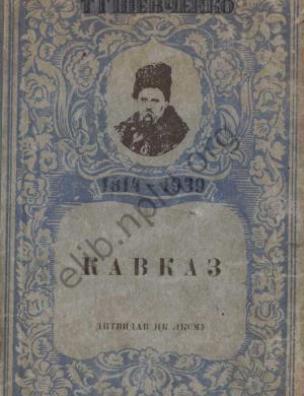 Т.Г.ШЕВЧЕНКО
1814-1939
КАВКАЗ
ДИТВИДАВ ЦК ЛКСМУ
elib.nplu.org